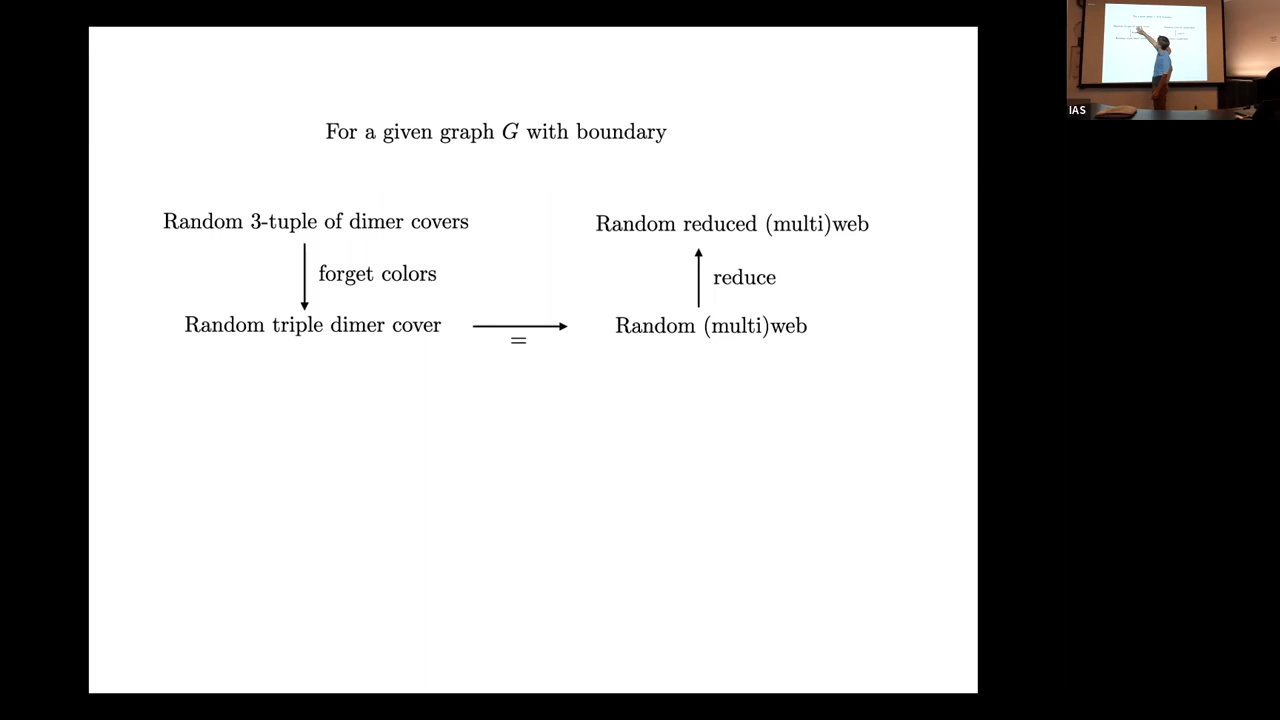 For a given graph G with boundary
Random 3-tuple of dimer covers
Random reduced (multi)web
forget colors
reduce
Random triple dimer cover
=
Random (multi)web
IAS